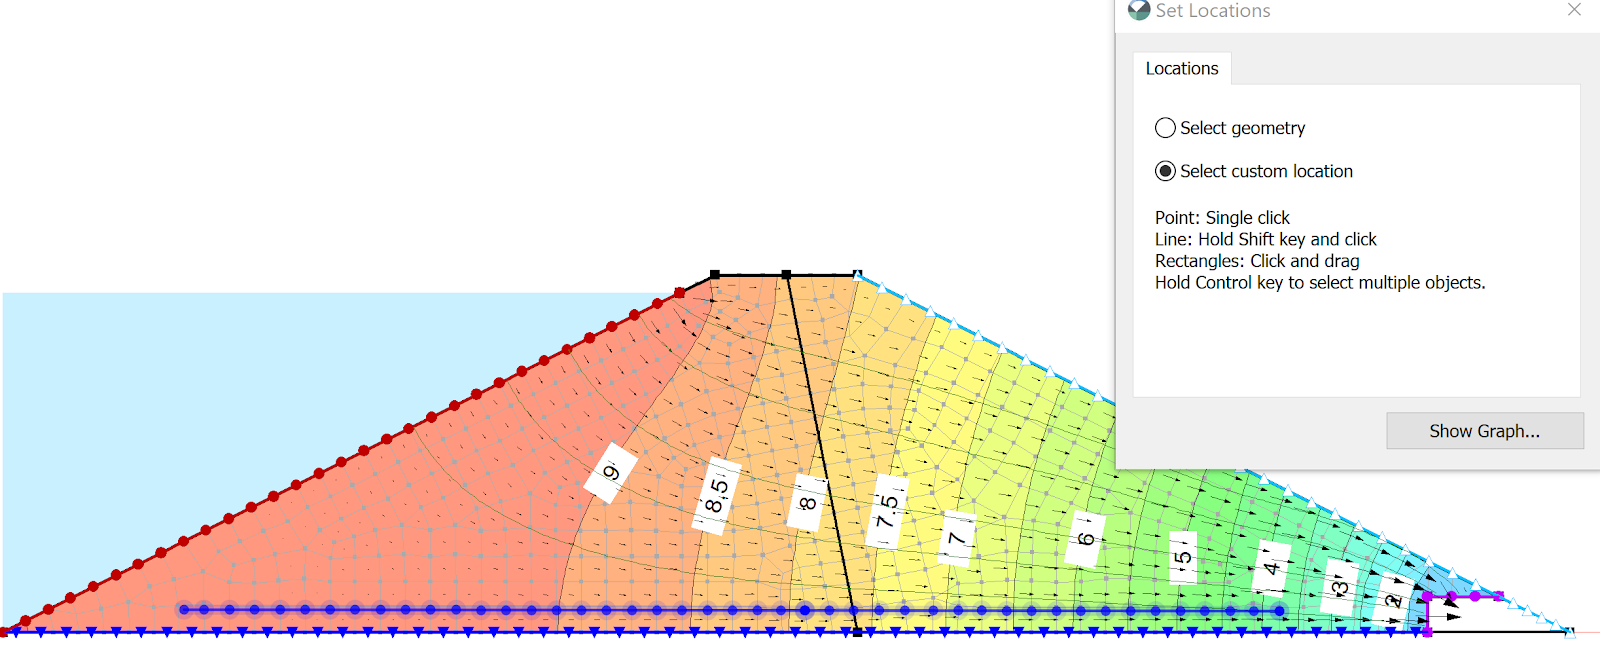 Set Locations
Locations
Select geometry
Select custom location
Point: Single click
Line: Hold Shift key and click
Rectangles: Click and drag
Hold Control key to select multiple objects.
Show Graph...
9
8.5
8
7.5
7
6
5
4
3
2